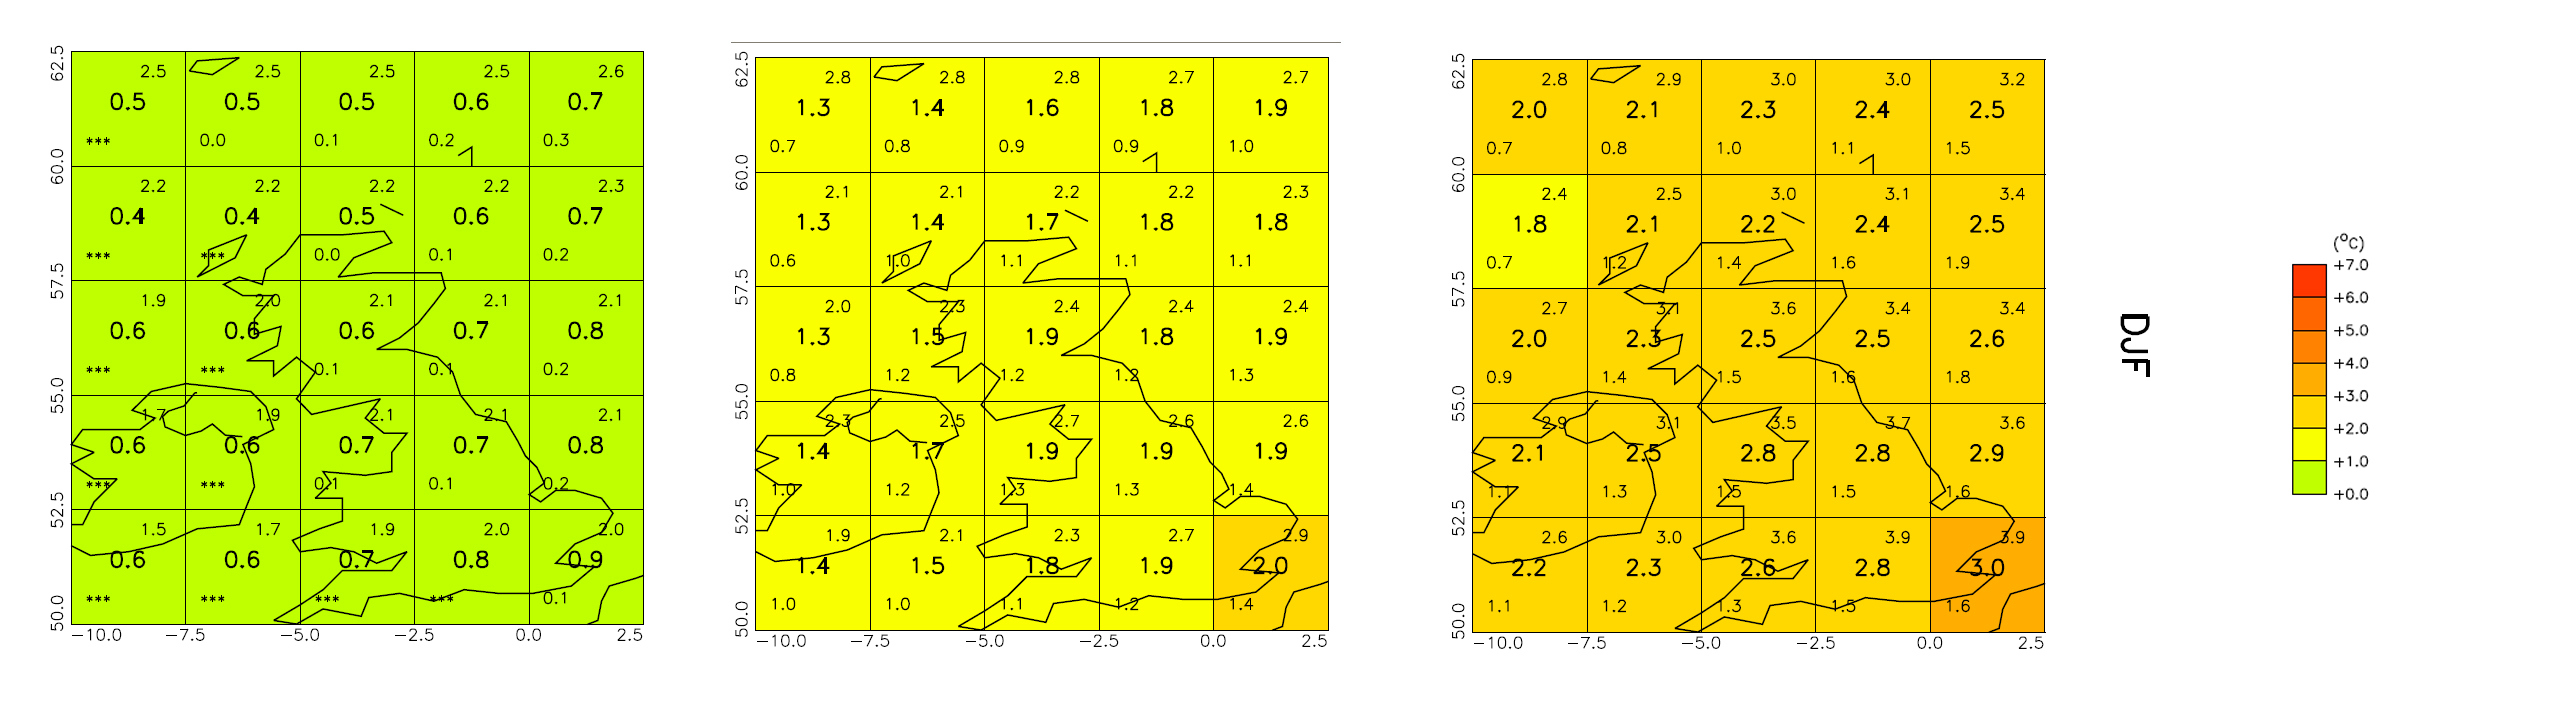 62.5 2.5 2.5 2.5 2.5 2.6
0.5 0.5 0.5 0.6 0.7
*** 0.0 0.1 0.2 0.3
60.0 2.2 2.2 2.2 2.2 2.3
0.4 0.4 0.5 0.6 0.7
*** *** 0.0 0.1 0.2
57.5 1.9 2.0 2.1 2.1 2.1
0.6 0.6 0.6 0.7 0.8
*** *** 0.1 0.1 0.2
55.0 1.7 1.9 2.1 2.1 2.1
0.6 0.6 0.7 0.7 0.8
*** *** 0.1 0.1 0.2
52.5 1.5 1.7 1.9 2.0 2.0
0.6 0.6 0.7 0.8 0.9
*** *** *** *** 0.1
50.0
−10.0 −7.5 −5.0 −2.5 0.0 2.5
62.5 2.8 2.8 2.8 2.7 2.7
1.3 1.4 1.6 1.8 1.9
0.7 0.8 0.9 0.9 1.0
60.0 2.1 2.1 2.2 2.2 2.3
1.3 1.4 1.7 1.8 1.8
0.6 1.0 1.1 1.1 1.1
57.5 2.0 2.3 2.4 2.4 2.4
1.3 1.5 1.9 1.8 1.9
0.8 1.2 1.2 1.2 1.3
55.0 2.3 2.5 2.7 2.6 2.6
1.4 1.7 1.9 1.9 1.9
1.0 1.2 1.3 1.3 1.4
52.5 1.9 2.1 2.3 2.7 2.9
1.4 1.5 1.8 1.9 2.0
1.0 1.0 1.1 1.2 1.4
50.0
−10.0 −7.5 −5.0 −2.5 0.0 2.5
62.5 2.8 2.9 3.0 3.0 3.2
2.0 2.1 2.3 2.4 2.5
0.7 0.8 1.0 1.1 1.5
60.0 2.4 2.5 3.0 3.1 3.4
1.8 2.1 2.2 2.4 2.5
0.7 1.2 1.4 1.6 1.9
57.5 2.7 3.1 3.6 3.4 3.4
2.0 2.3 2.5 2.5 2.6
0.9 1.4 1.5 1.6 1.8
55.0 2.9 3.1 3.5 3.7 3.6
2.1 2.5 2.8 2.8 2.9
1.1 1.3 1.5 1.5 1.6
52.5 2.6 3.0 3.6 3.9 3.9
2.2 2.3 2.6 2.8 3.0
1.1 1.2 1.3 1.5 1.6
50.0
−10.0 −7.5 −5.0 −2.5 0.0 2.5
DJF
(°C)
+7.0
+6.0
+5.0
+4.0
+3.0
+2.0
+1.0
+0.0